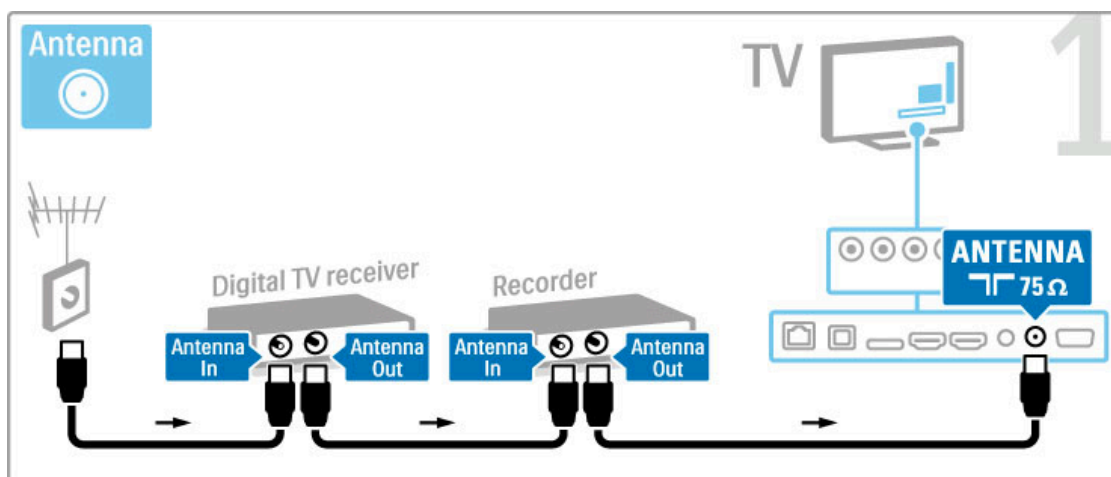 Antenna
TV
1
ANTENNA
75 Ω
Digital TV receiver
Recorder
Antenna
In
Antenna
Out
Antenna
In
Antenna
Out